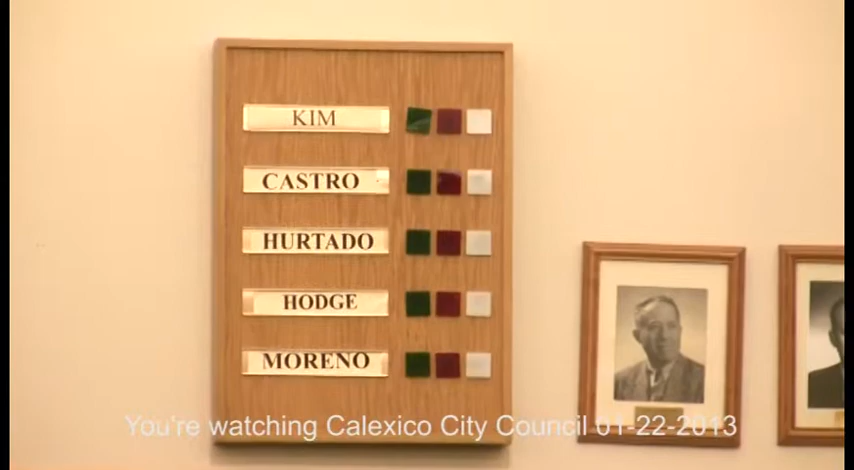 KIM
CASTRO
HURTADO
HODGE
MORENO
You're watching Calexico City Council 01-22-2013